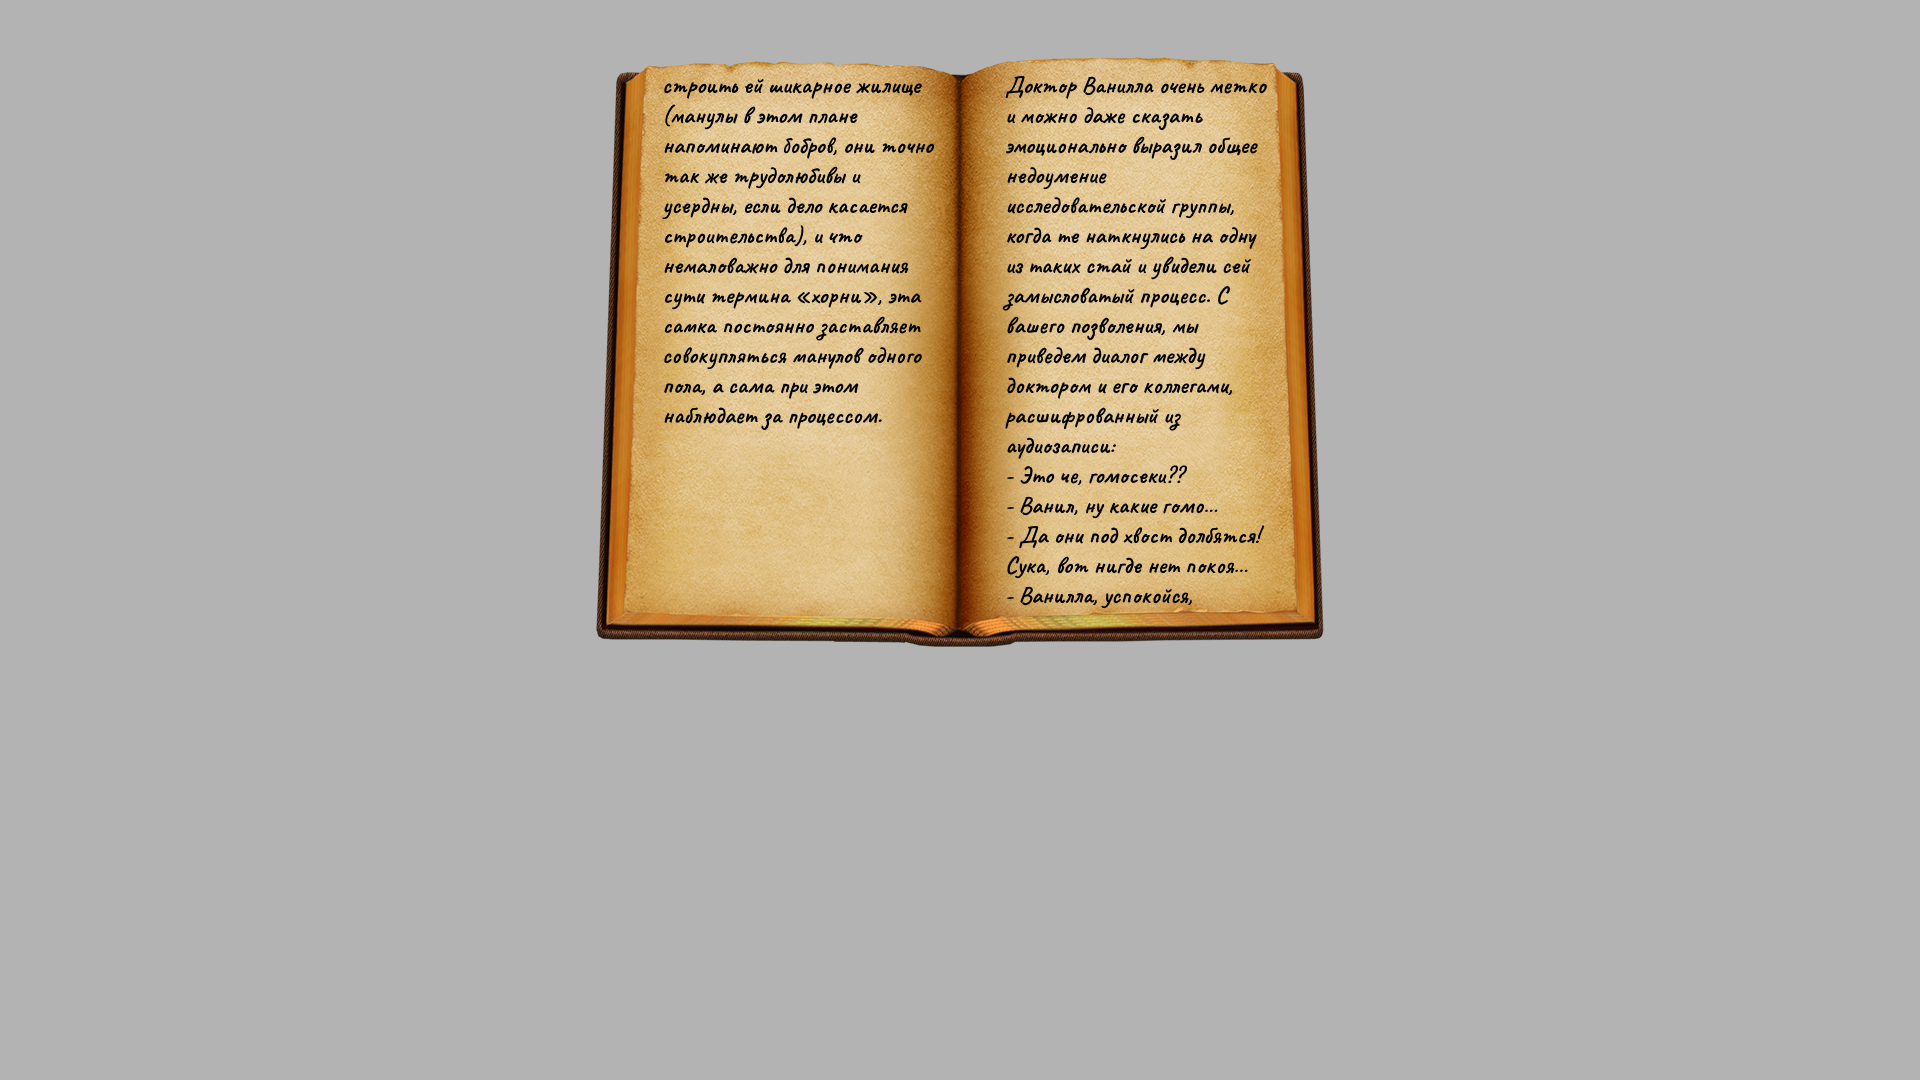 строить ей шикарное жилище
(манулы в этом плане
напоминают бобров, они точно
так же трудолюбивы и
усердны, если дело касается
строительства), и что
немаловажно для понимания
сути термина «хорни», эта
самка постоянно заставляет
совокупляться манулов одного
пола, а сама при этом
наблюдает за процессом.
Доктор Ванилла очень метко
и можно даже сказать
эмоционально выразил общее
недоумение
исследовательской группы,
когда те наткнулись на одну
из таких стай и увидели сей
замысловатый процесс. С
вашего позволения, мы
приведем диалог между
доктором и его коллегами,
расшифрованный из
аудиозаписи:
- Это че, гомосеки??
- Ванил, ну какие гомо...
- Да они под хвост долбятся!
Сука, вот нигде нет покоя...
- Ванилла, успокойся,